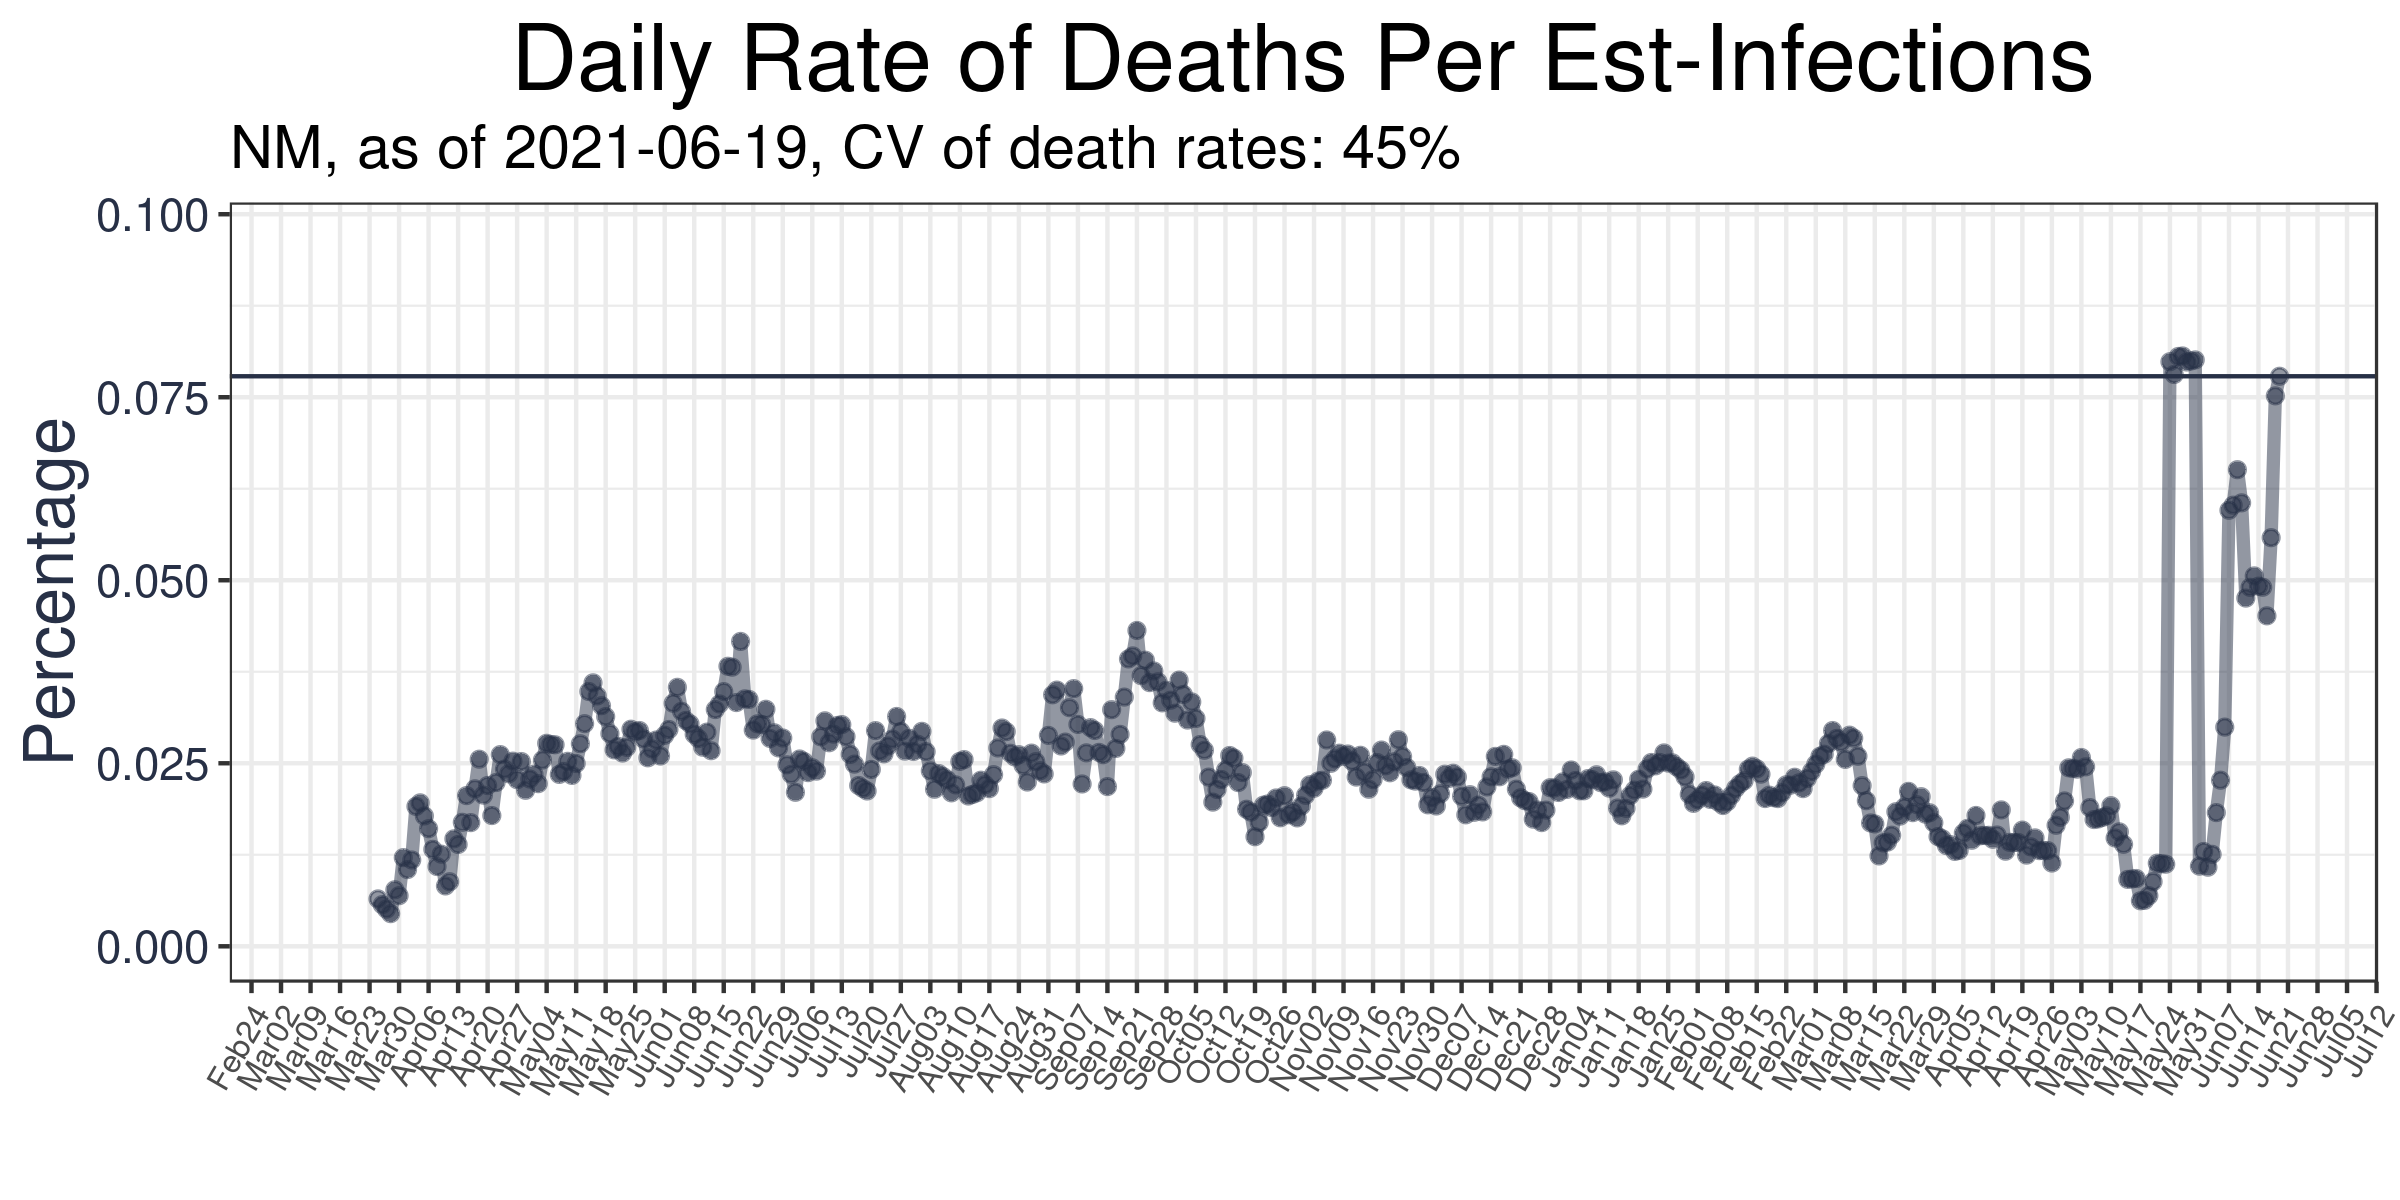 Daily Rate of Deaths Per Est-Infections
NM, as of 2021-06-19, CV of death rates: 45%
Percentage
0.100
0.075
0.050
0.025
0.000
Feb24
Mar02
Mar09
Mar16
Mar23
Mar30
Apr06
Apr13
Apr20
Apr27
May04
May11
May18
May25
Jun01
Jun08
Jun15
Jun22
Jun29
Jul06
Jul13
Jul20
Jul27
Aug03
Aug10
Aug17
Aug24
Aug31
Sep07
Sep14
Sep21
Sep28
Oct05
Oct12
Oct19
Oct26
Nov02
Nov09
Nov16
Nov23
Nov30
Dec07
Dec14
Dec21
Dec28
Jan04
Jan11
Jan18
Jan25
Feb01
Feb08
Feb15
Feb22
Mar01
Mar08
Mar15
Mar22
Mar29
Apr05
Apr12
Apr19
Apr26
May03
May10
May17
May24
May31
Jun07
Jun14
Jun21
Jun28
Jul05
Jul12